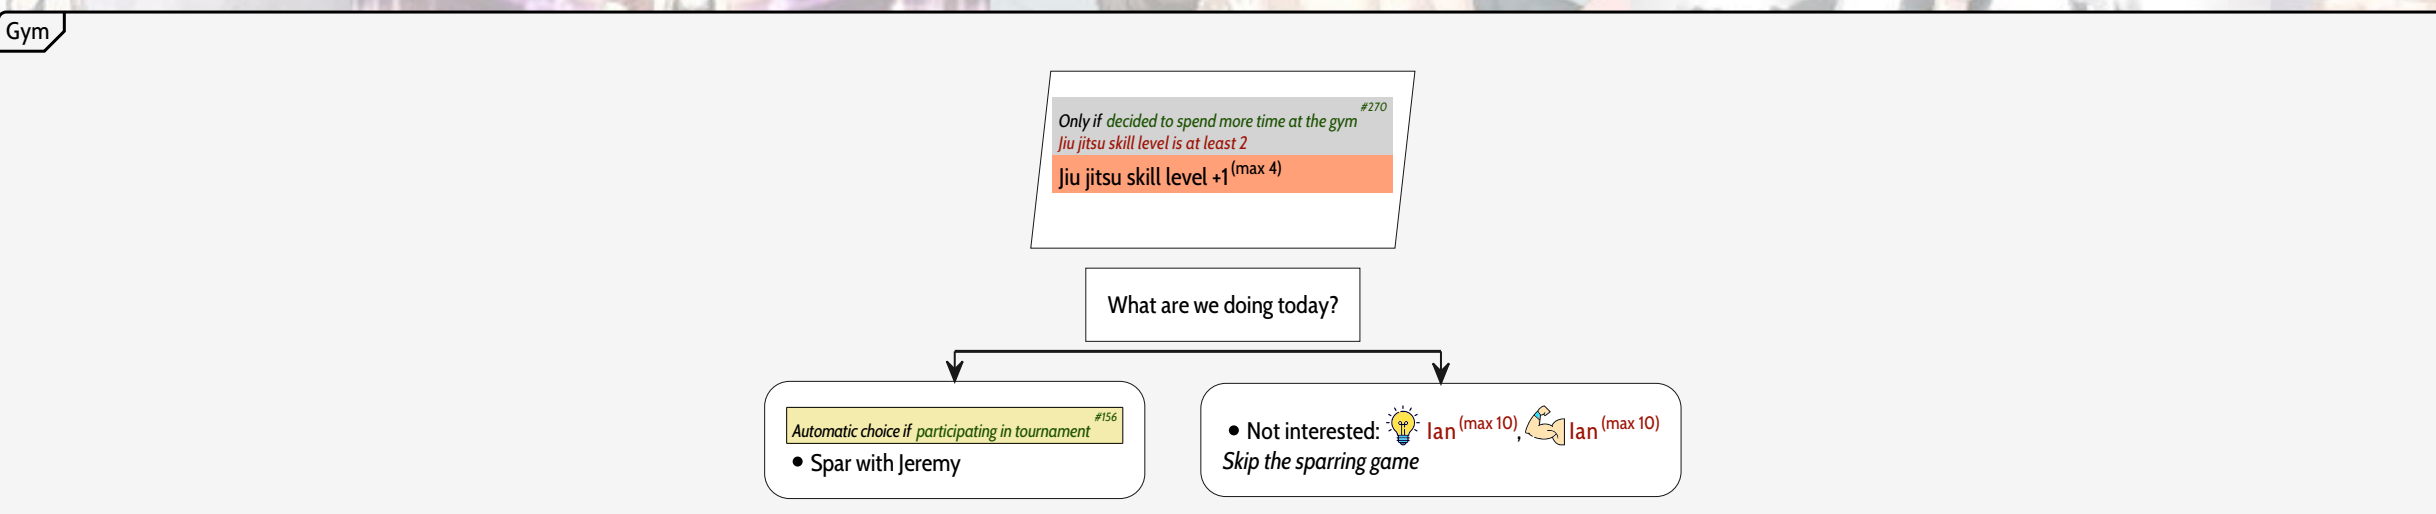 Gym
#270
Only if decided to spend more time at the gym
Jiu jitsu skill level is at least 2
Jiu jitsu skill level +1 (max 4)
What are we doing today?
#156
Automatic choice if participating in tournament
• Spar with Jeremy
• Not interested: Ian (max 10), Ian (max 10)
Skip the sparring game